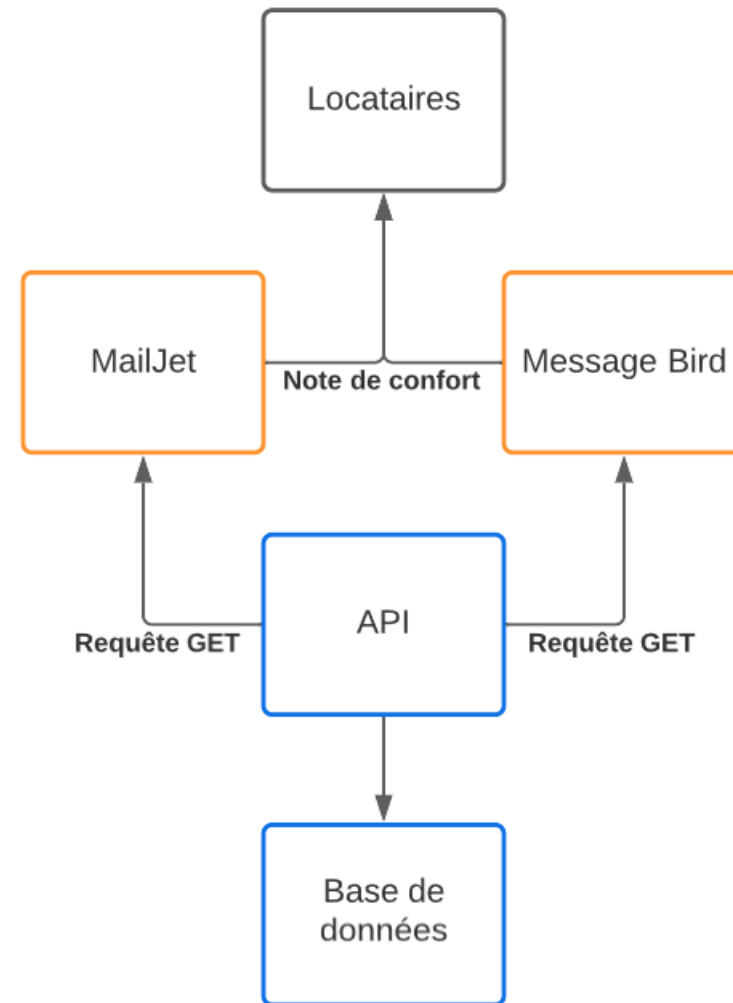 Locataires
MailJet
Message Bird
Note de confort
API
Requête GET
Requête GET
Base de
données